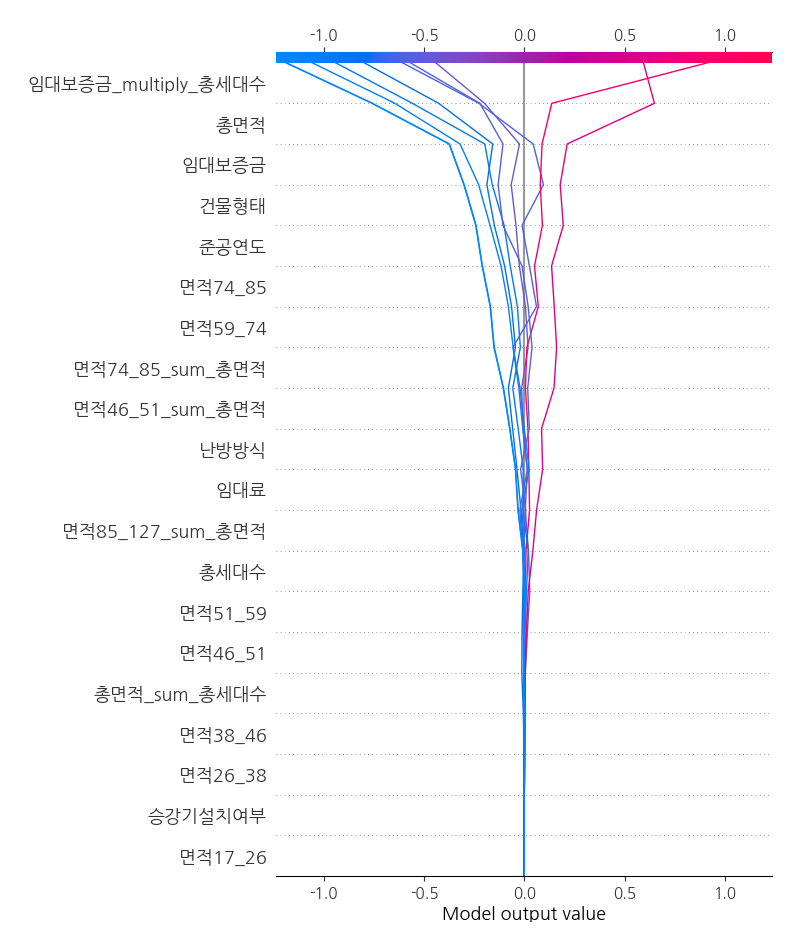 -1.0 -0.5 0.0 0.5 1.0
임대보증금_multiply_총세대수
총면적
임대보증금
건물형태
준공연도
면적74_85
면적59_74
면적74_85_sum_총면적
면적46_51_sum_총면적
난방방식
임대료
면적85_127_sum_총면적
총세대수
면적51_59
면적46_51
총면적_sum_총세대수
면적38_46
면적26_38
승강기설치여부
면적17_26
-1.0 -0.5 0.0 0.5 1.0
Model output value